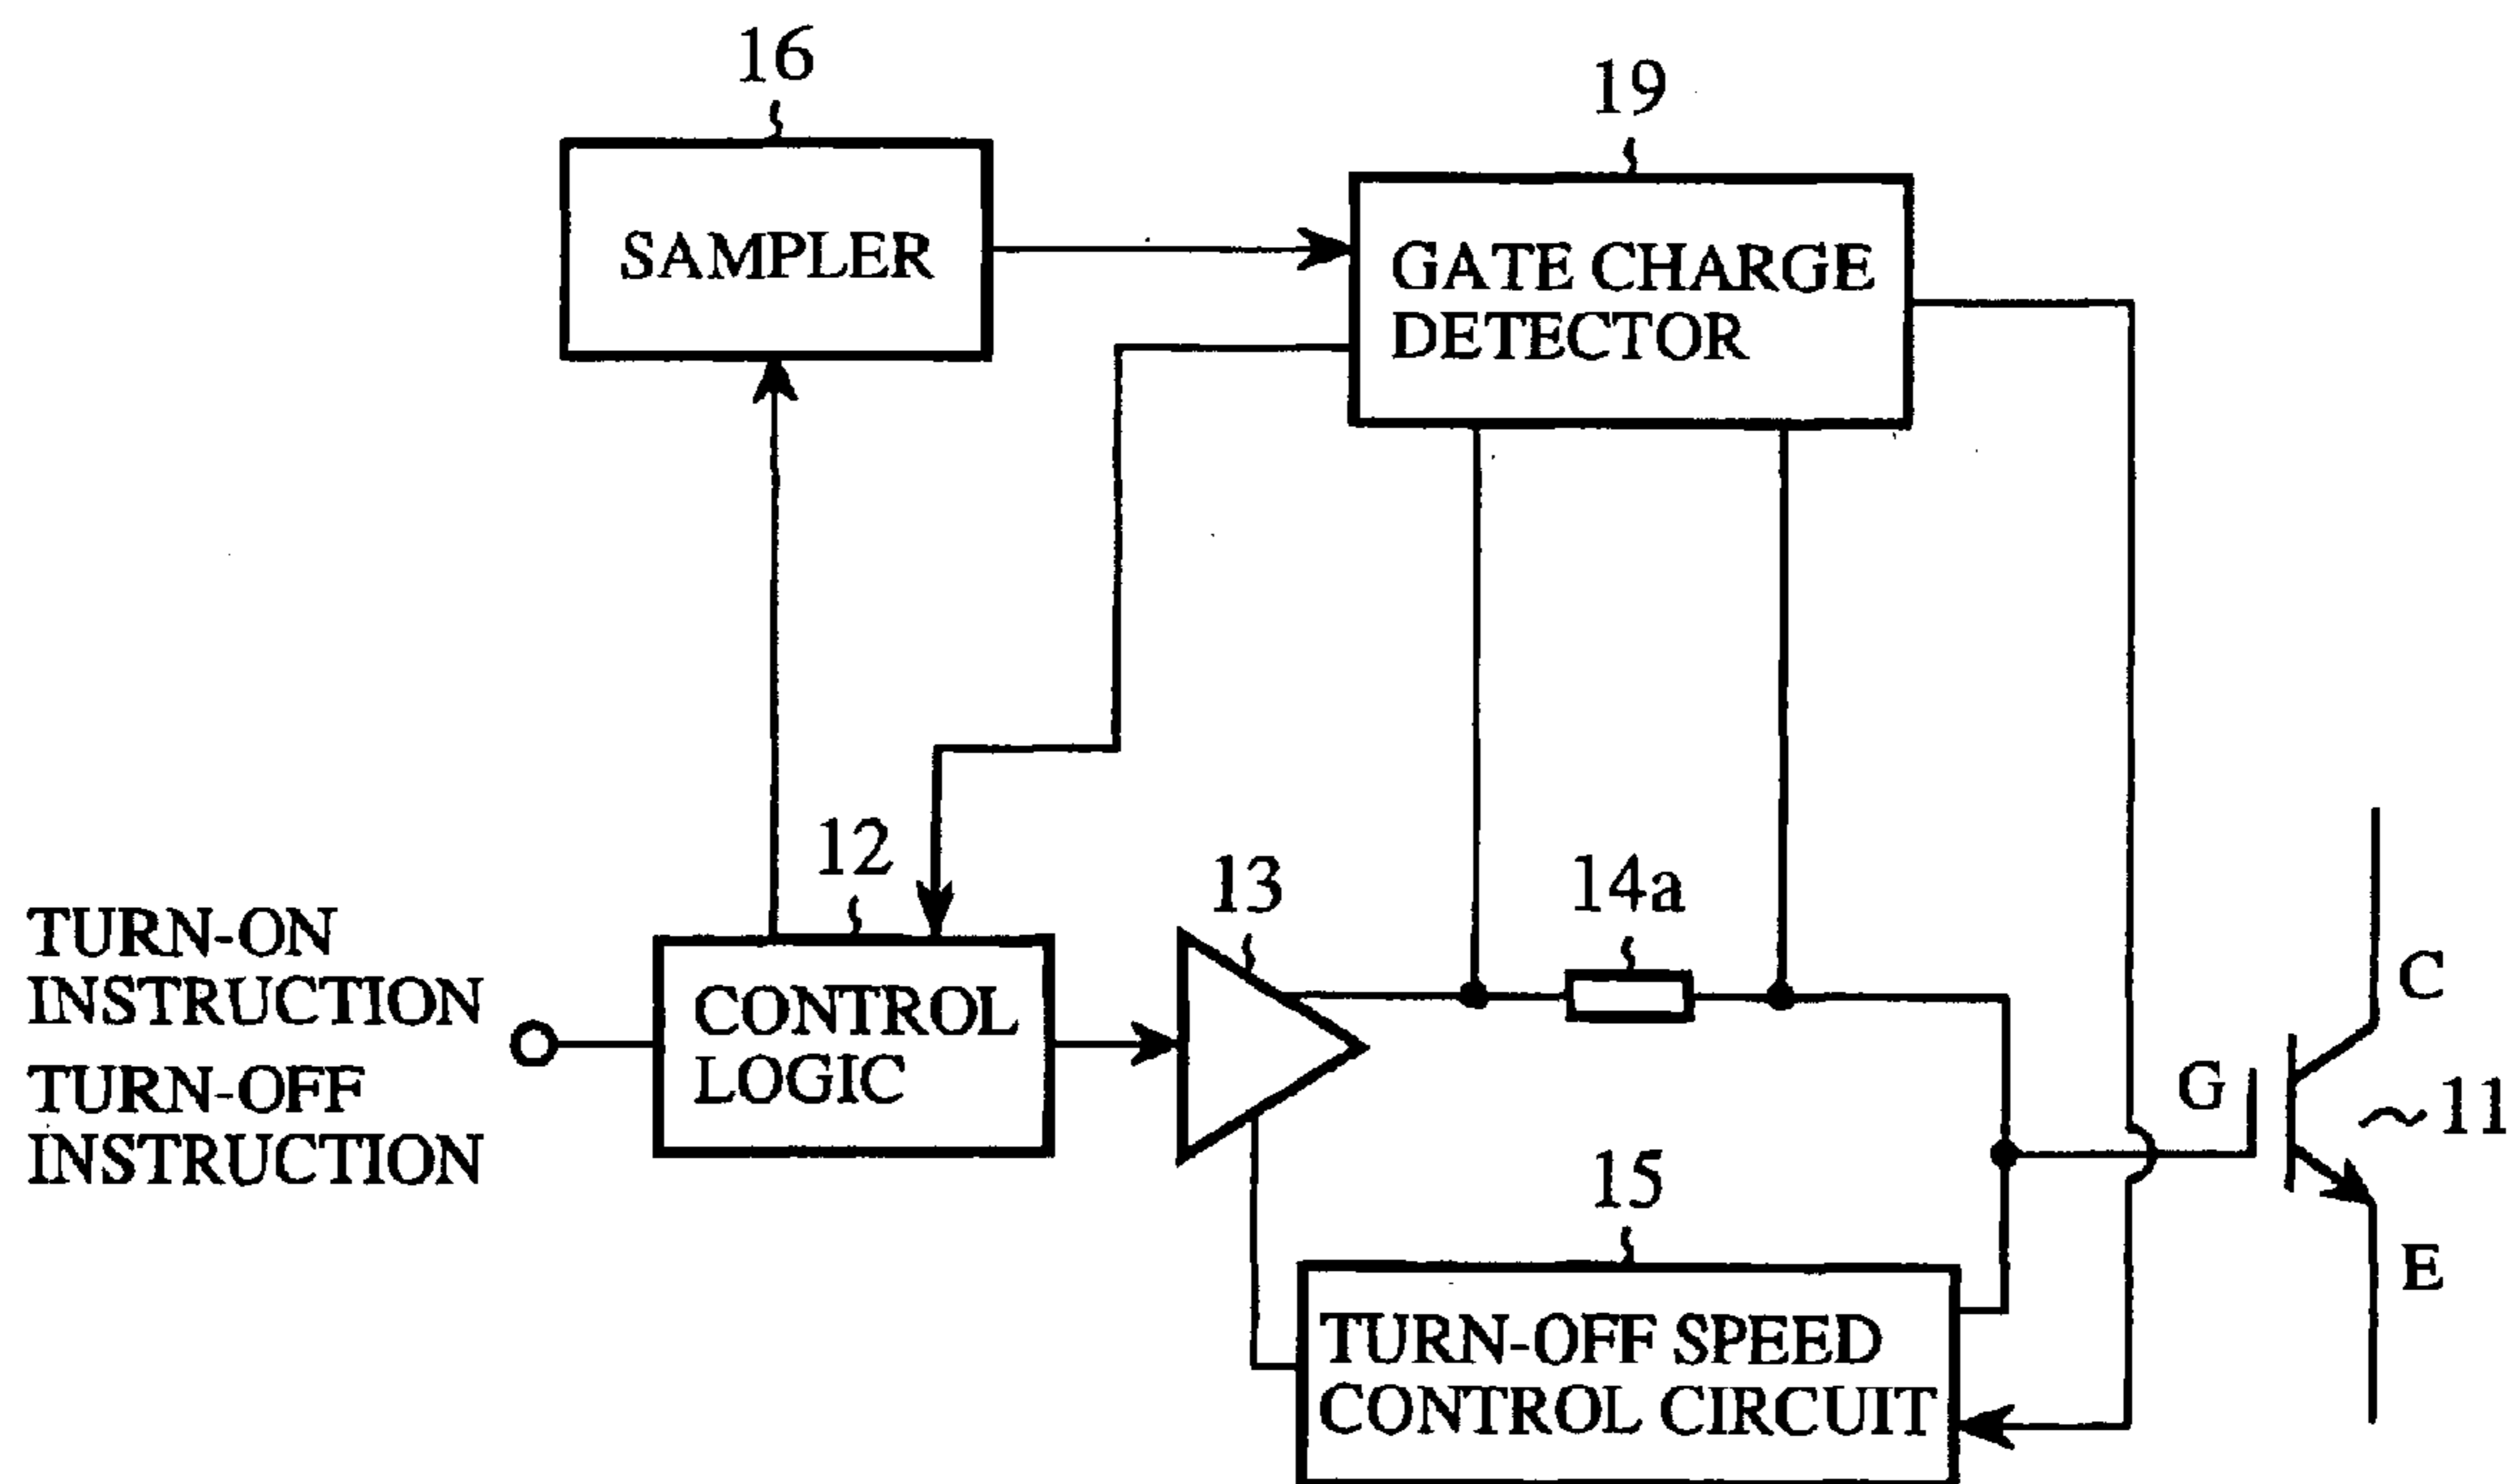 16
19
SAMPLER
GATE CHARGE
DETECTOR
12
13
14a
TURN-ON
INSTRUCTION
TURN-OFF
INSTRUCTION
CONTROL
LOGIC
C
G
11
15
E
TURN-OFF SPEED
CONTROL CIRCUIT